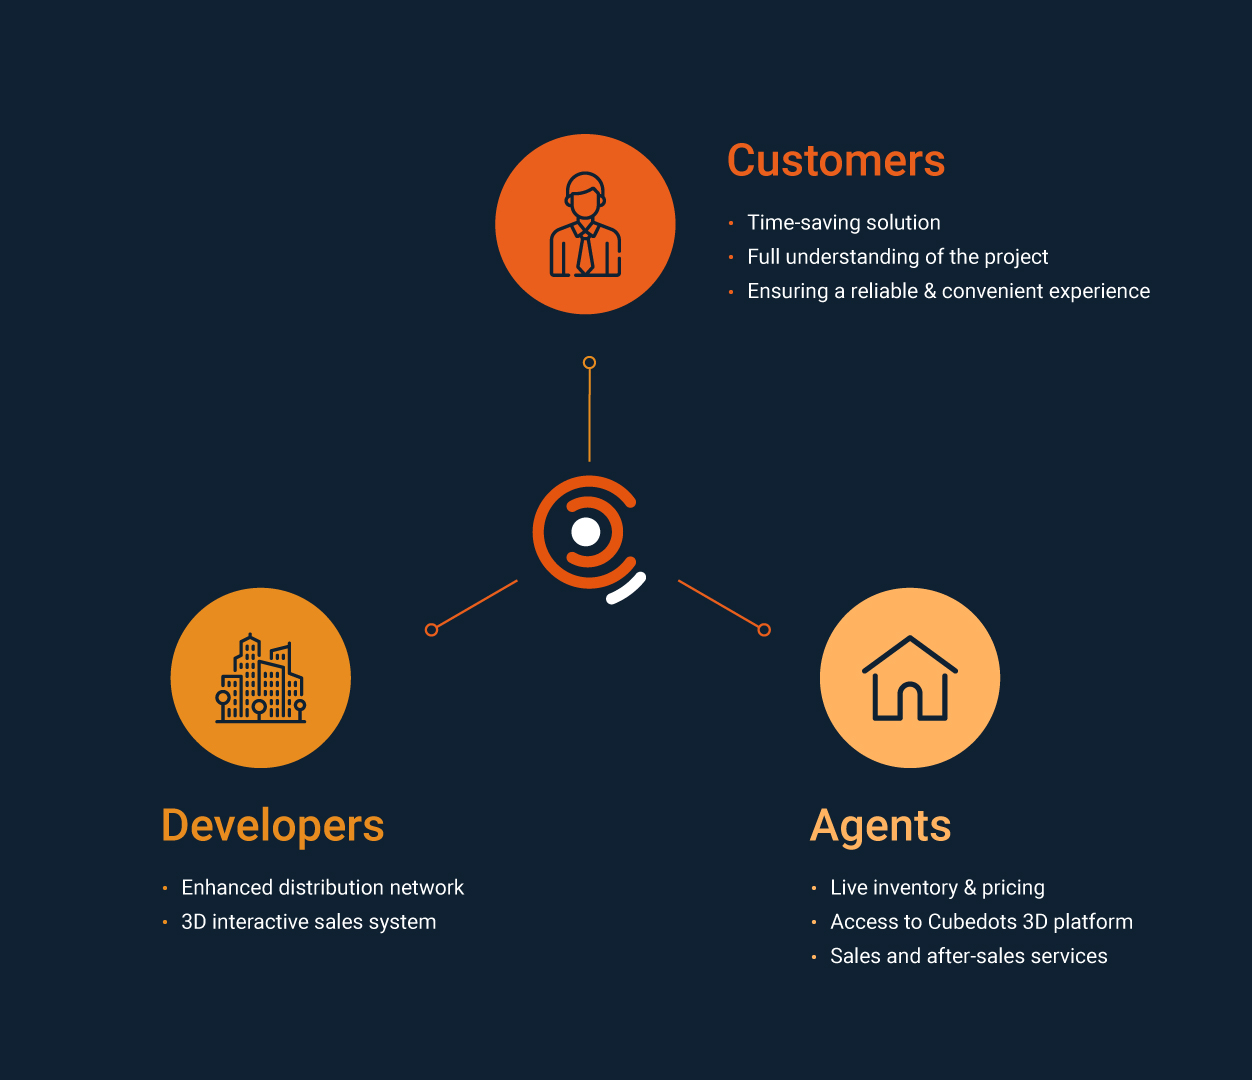 Customers
• Time-saving solution
• Full understanding of the project
• Ensuring a reliable & convenient experience
Developers
• Enhanced distribution network
• 3D interactive sales system
Agents
• Live inventory & pricing
• Access to Cubedots 3D platform
• Sales and after-sales services